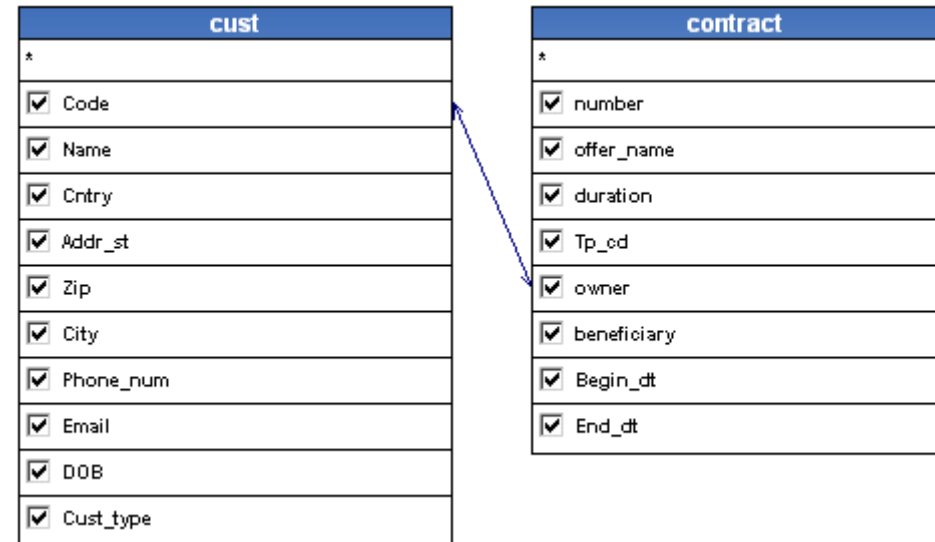 cust
*
Code
Name
Cntry
Addr_st
Zip
City
Phone_num
Email
DOB
Cust_type
contract
*
number
offer_name
duration
Tp_cd
owner
beneficiary
Begin_dt
End_dt